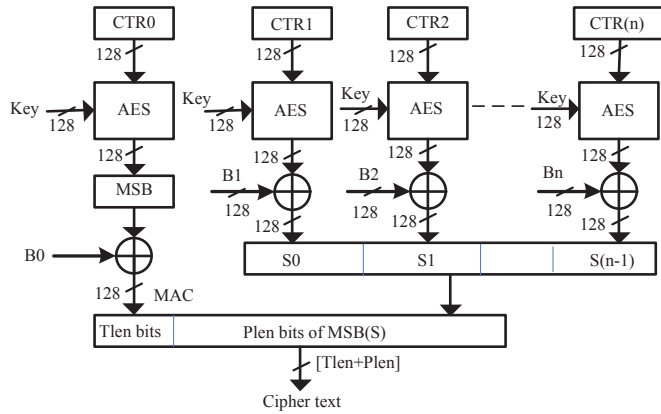 CTR0 CTR1 CTR2 CTR(n)
128 128 128 128
Key AES Key AES Key AES Key AES
128 128 128 128
128 128 128 128
MSB B1 B2 Bn
128 128 128
B0 128 128 128
S0 S1 S(n-1)
128 MAC
Tlen bits Plen bits of MSB(S)
[Tlen+Plen]
Cipher text